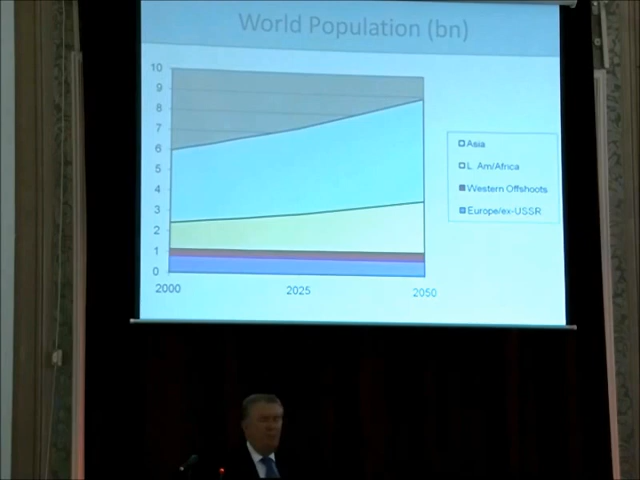 World Population (bn)
10
9
8
7
6
5
4
3
2
1
0
2000
2025
2050
Asia
L. Am/Africa
Western Offshoots
Europe/ex-USSR